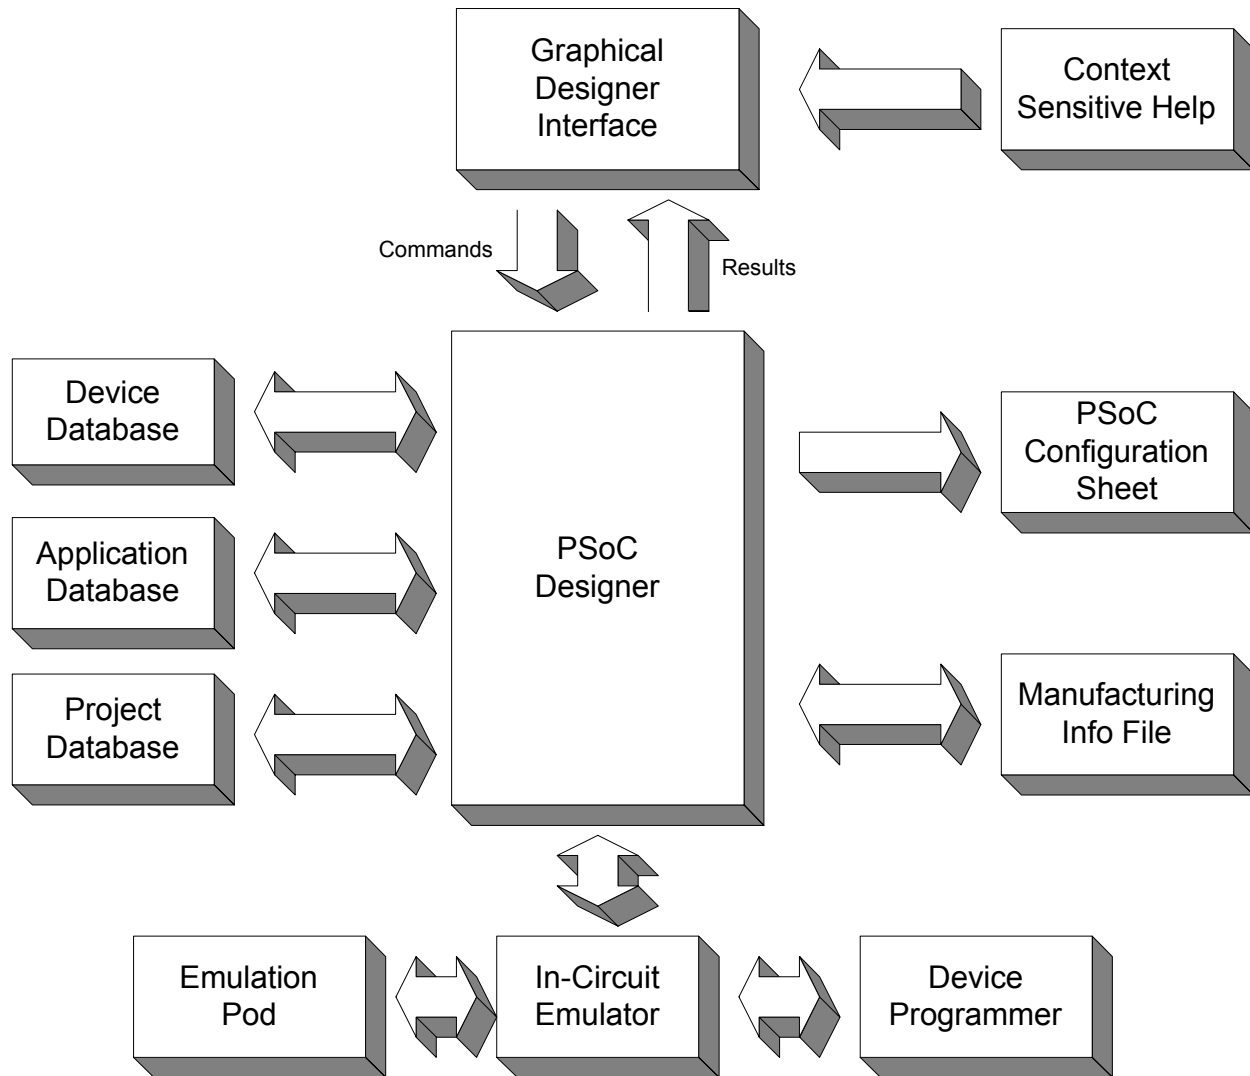 Graphical
Designer
Interface
Context
Sensitive Help
Commands
Results
Device
Database
PSoC
Configuration
Sheet
Application
Database
PSoC
Designer
Project
Database
Manufacturing
Info File
Emulation
Pod
In-Circuit
Emulator
Device
Programmer